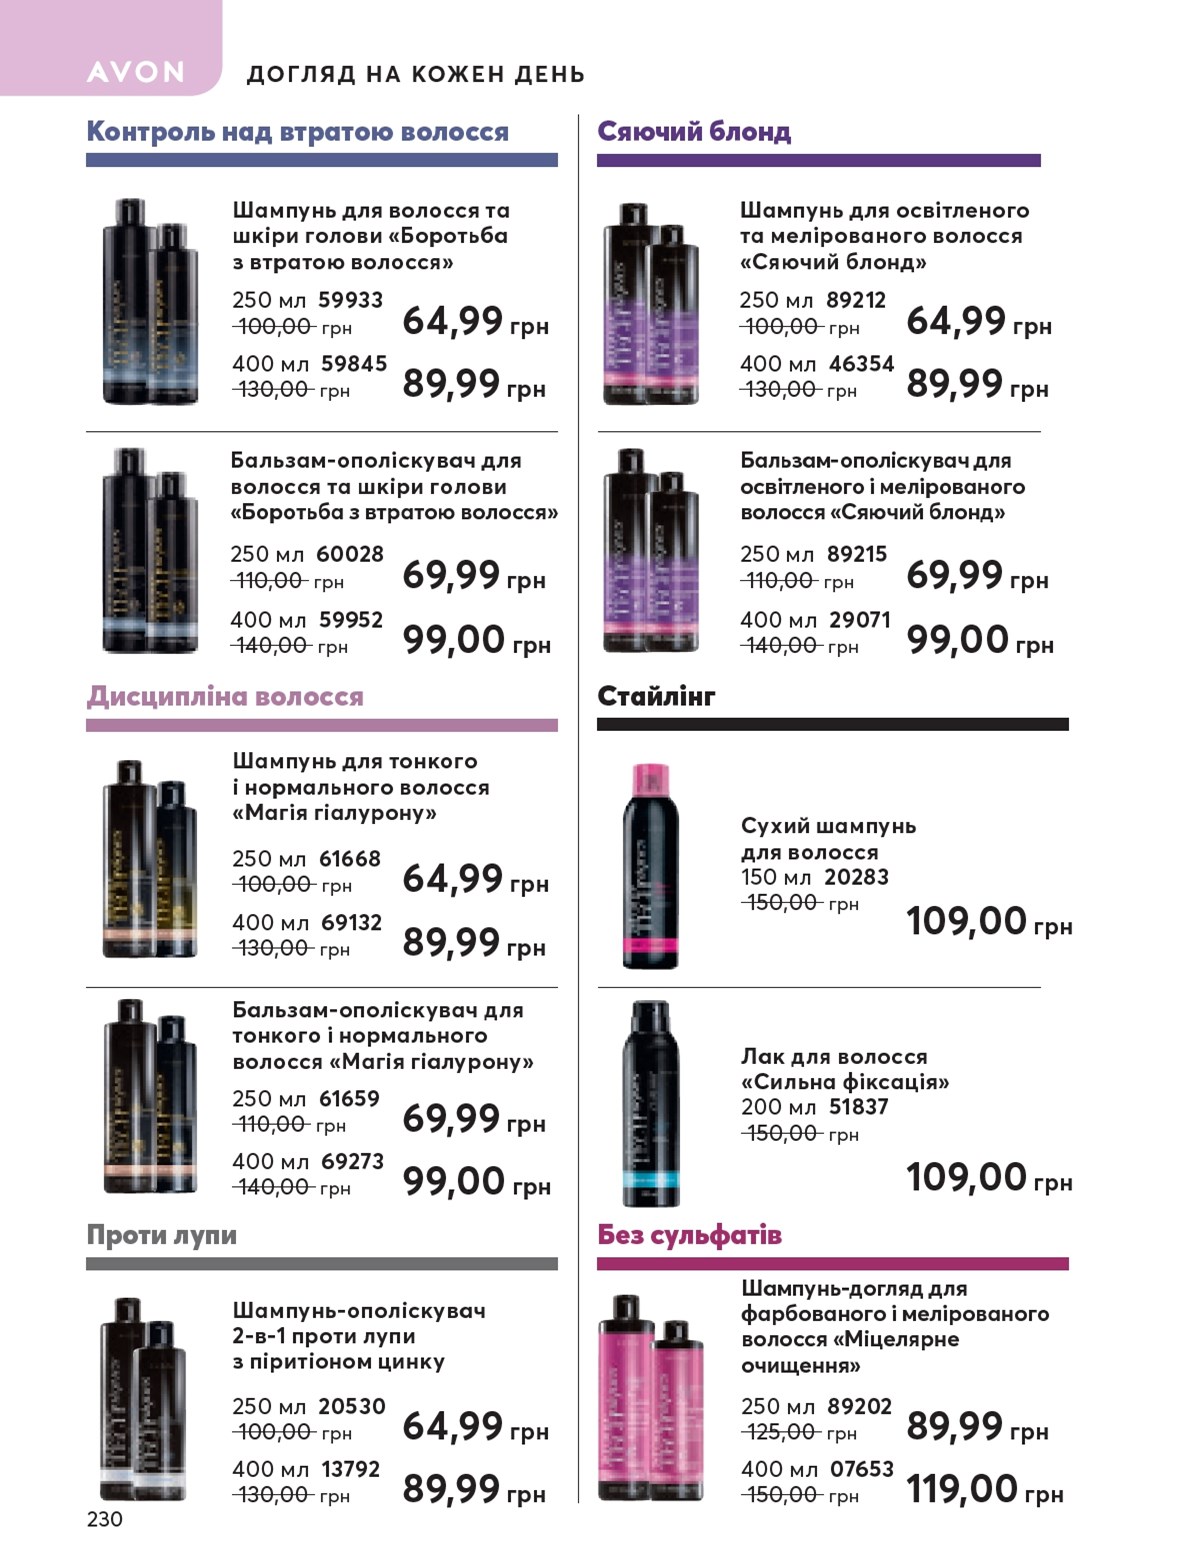 AVON
ДОГЛЯД НА КОЖЕН ДЕНЬ
Контроль над втратою волосся
Шампунь для волосся та
шкіри голови «Боротьба
з втратою волосся»
250 мл 59933
100,00 грн
64,99 грн
400 мл 59845
130,00 грн
89,99 грн
Бальзам-ополіскувач для
волосся та шкіри голови
«Боротьба з втратою волосся»
250 мл 60028
110,00 грн
69,99 грн
400 мл 59952
140,00 грн
99,00 грн
Дисципліна волосся
Шампунь для тонкого
і нормального волосся
«Магія гіалурону»
250 мл 61668
100,00 грн
64,99 грн
400 мл 69132
130,00 грн
89,99 грн
Бальзам-ополіскувач для
тонкого і нормального
волосся «Магія гіалурону»
250 мл 61659
110,00 грн
69,99 грн
400 мл 69273
140,00 грн
99,00 грн
Проти лупи
Шампунь-ополіскувач
2-в-1 проти лупи
з піритіоном цинку
250 мл 20530
100,00 грн
64,99 грн
400 мл 13792
130,00 грн
89,99 грн
Сяючий блонд
Шампунь для освітленого
та мелірованого волосся
«Сяючий блонд»
250 мл 89212
100,00 грн
64,99 грн
400 мл 46354
130,00 грн
89,99 грн
Бальзам-ополіскувач для
освітленого і мелірованого
волосся «Сяючий блонд»
250 мл 89215
110,00 грн
69,99 грн
400 мл 29071
140,00 грн
99,00 грн
Стайлінг
Сухий шампунь
для волосся
150 мл 20283
150,00 грн
109,00 грн
Лак для волосся
«Сильна фіксація»
200 мл 51837
150,00 грн
109,00 грн
Без сульфатів
Шампунь-догляд для
фарбованого і мелірованого
волосся «Міцелярне
очищення»
250 мл 89202
125,00 грн
89,99 грн
400 мл 07653
150,00 грн
119,00 грн
230